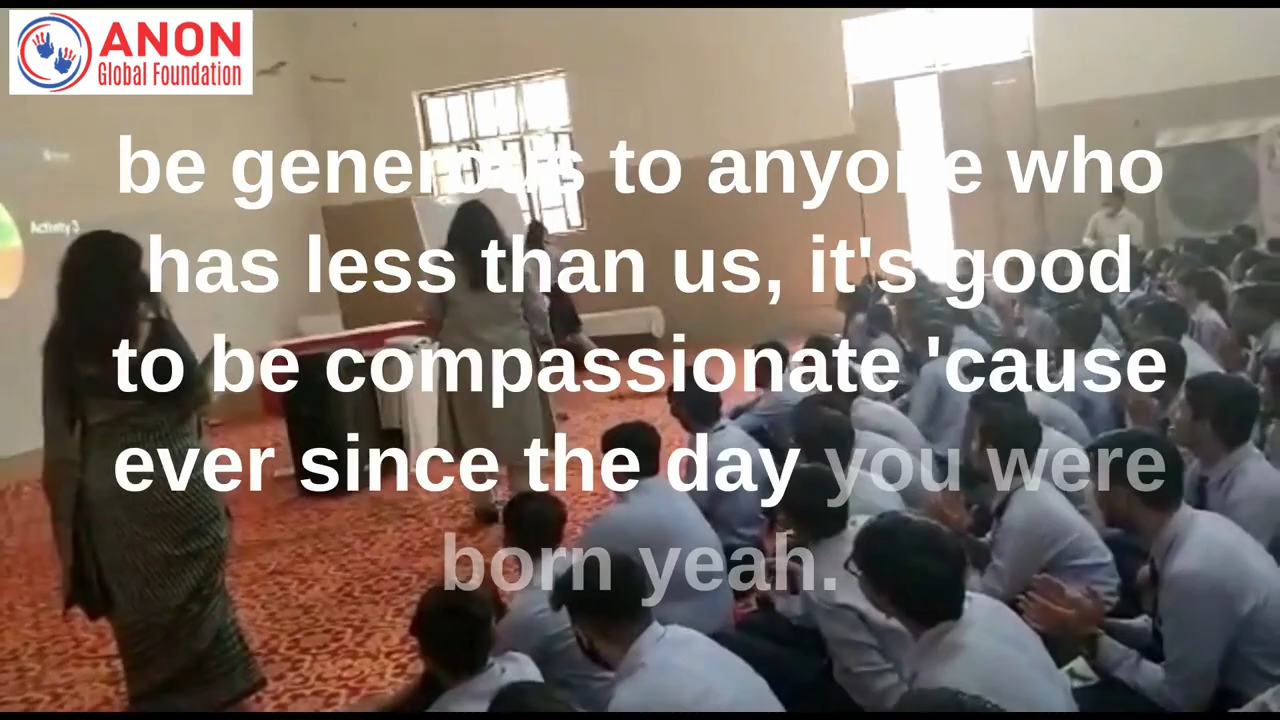 ANON
Global Foundation
be generous to anyone who
has less than us, it's good
Activity 3
to be compassionate 'cause
ever since the day you were
born yeah.